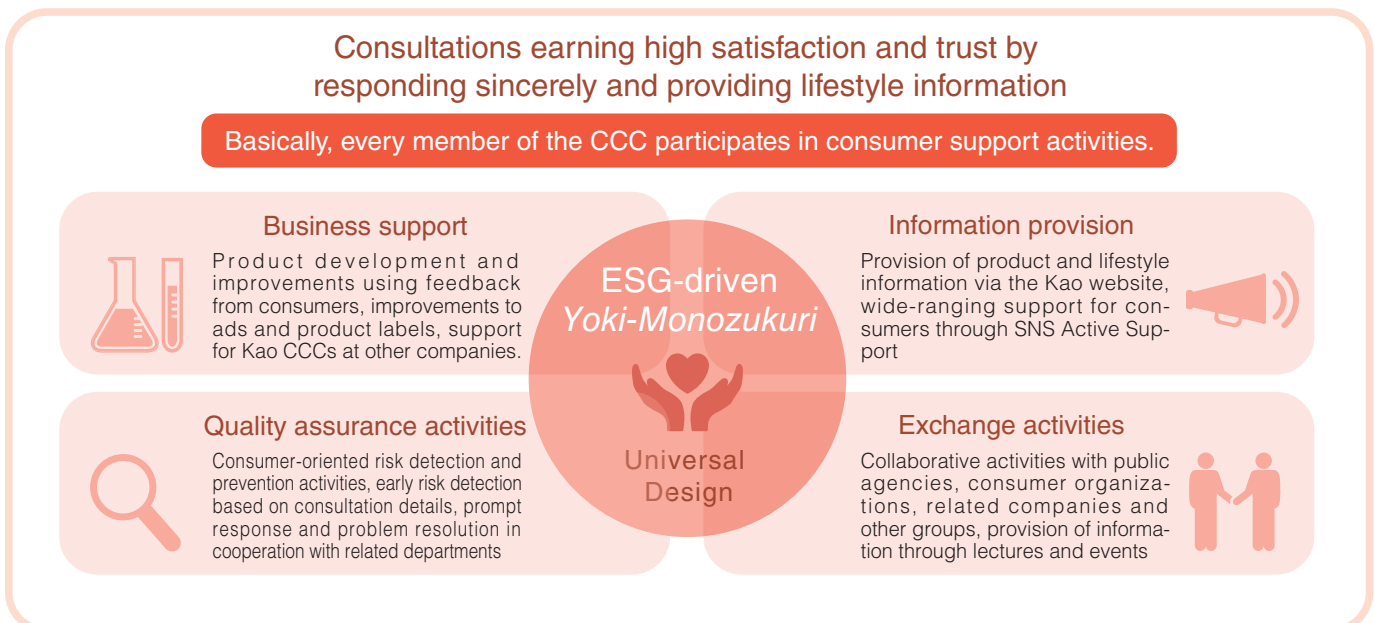 Consultations earning high satisfaction and trust by
responding sincerely and providing lifestyle information
Basically, every member of the CCC participates in consumer support activities.
Business support
Product development and
improvements using feedback
from consumers, improvements to
ads and product labels, support
for Kao CCCs at other companies.
Information provision
Provision of product and lifestyle
information via the Kao website,
wide-ranging support for con-
sumers through SNS Active Sup-
port
ESG-driven
Yoki-Monozukuri
Universal
Design
Quality assurance activities
Consumer-oriented risk detection and
prevention activities, early risk detection
based on consultation details, prompt
response and problem resolution in
cooperation with related departments
Exchange activities
Collaborative activities with public
agencies, consumer organiza-
tions, related companies and
other groups, provision of informa-
tion through lectures and events